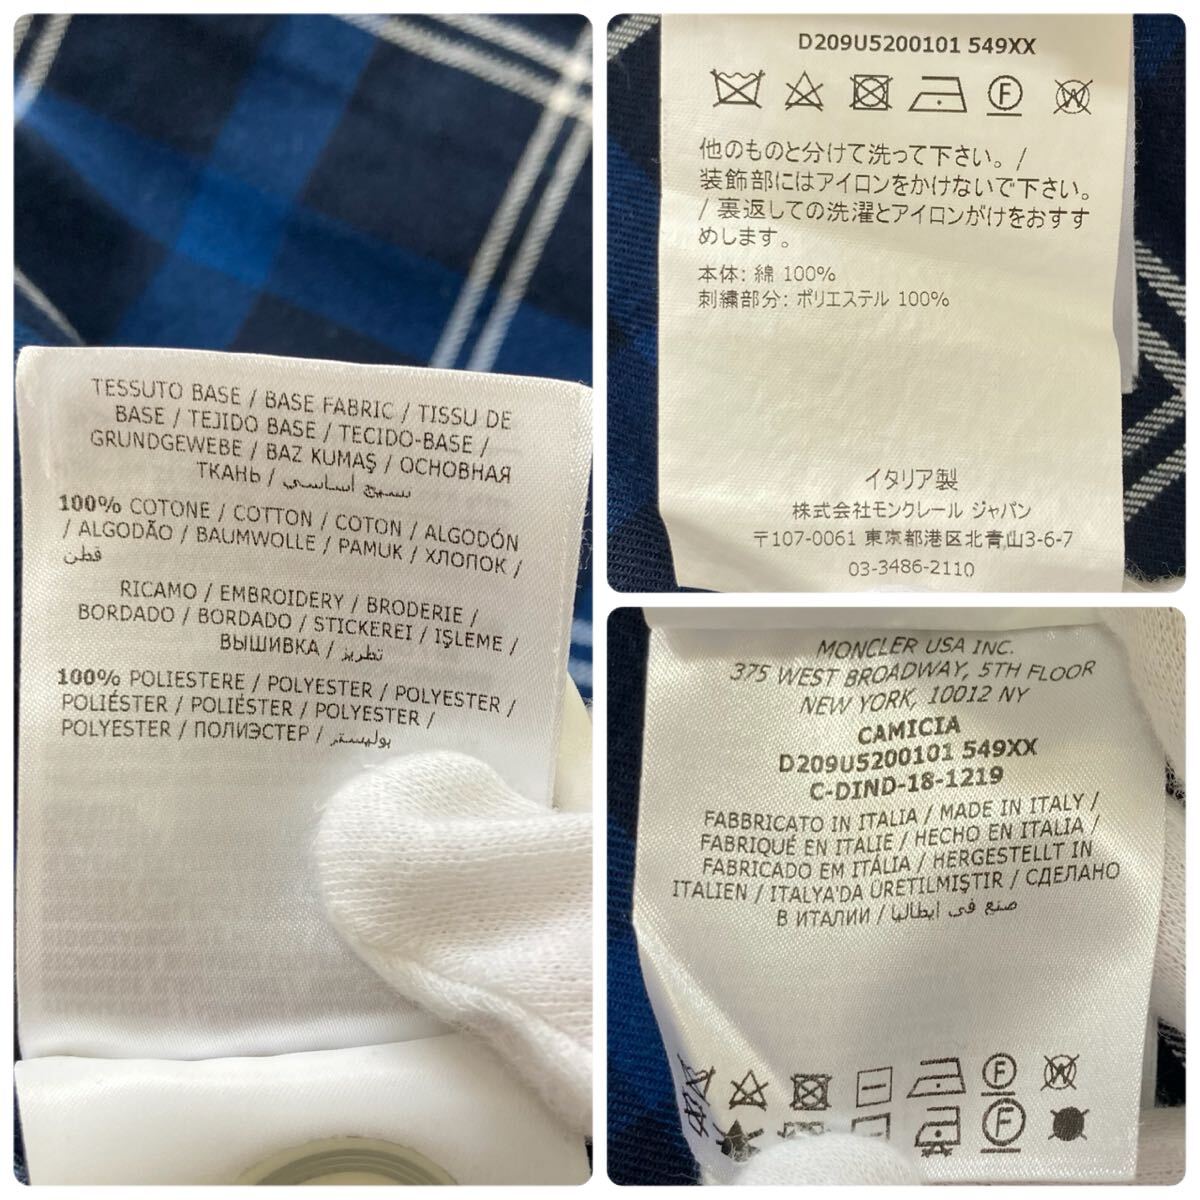 TESSUTO BASE / BASE FABRIC / TISSU DE
BASE / TEJIDO BASE / TECIDO-BASE /
GRUNDGEWEBE / BAZ KUMAŞ / ОСНОВНАЯ
ТКАНЬ / نسيج أساسي
100% COTONE / COTTON / COTON / ALGODÓN
/ ALGODÃO / BAUMWOLLE / PAMUK / ХЛОПОК /
قطن
RICAMO / EMBROIDERY / BRODERIE /
BORDADO / BORDADO / STICKEREI / IŞLEME /
ВЫШИВКА / تطريز
100% POLIESTERE / POLYESTER / POLYESTER /
POLIÉSTER / POLIÉSTER / POLYESTER /
POLYESTER / ПОЛИЭСТЕР / بوليستر
D209U5200101 549XX
F W
他のものと分けて洗って下さい。/
装飾部にはアイロンをかけないで下さい。
/ 裏返しての洗濯とアイロンがけをおすす
めします。
本体: 綿 100%
刺繍部分: ポリエステル 100%
イタリア製
株式会社モンクレール ジャパン
〒107-0061 東京都港区北青山3-6-7
03-3486-2110
MONCLER USA INC.
375 WEST BROADWAY, 5TH FLOOR
NEW YORK, 10012 NY
CAMICIA
D209U5200101 549XX
C-DIND-18-1219
FABBRICATO IN ITALIA / MADE IN ITALY /
FABRIQUÉ EN ITALIE / HECHO EN ITALIA /
FABRICADO EM ITÁLIA / HERGESTELLT IN
ITALIEN / ITALYA'DA ÜRETILMIŞTIR / СДЕЛАНО
В ИТАЛИИ / صنع في ايطاليا
F W
F